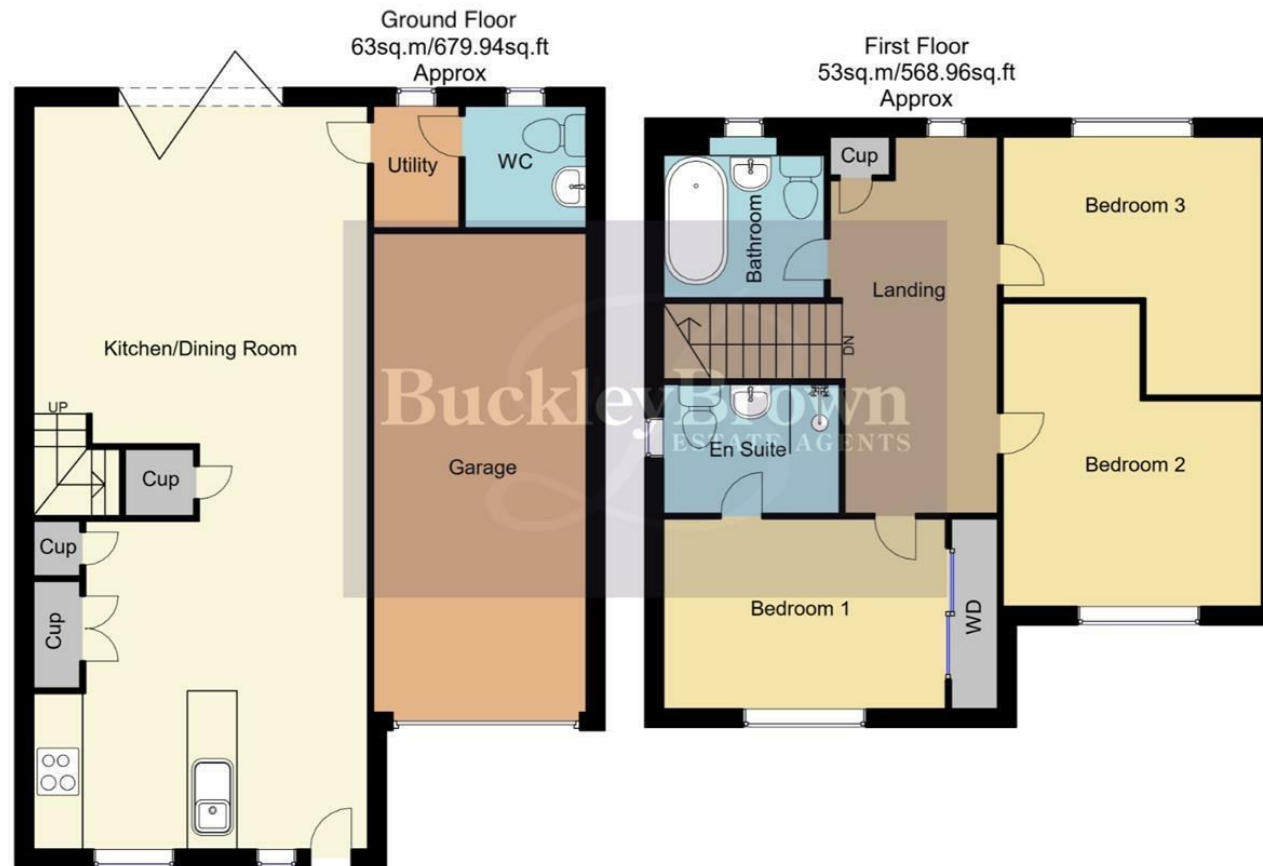 Ground Floor
63sq.m/679.94sq.ft
Approx
Utility
WC
Kitchen/Dining Room
UP
Cup
Cup
Cup
Garage
First Floor
53sq.m/568.96sq.ft
Approx
Cup
Bathroom
Landing
Bedroom 3
DN
En Suite
Bedroom 2
Bedroom 1
WD
BuckleyBrown
ESTATE AGENTS